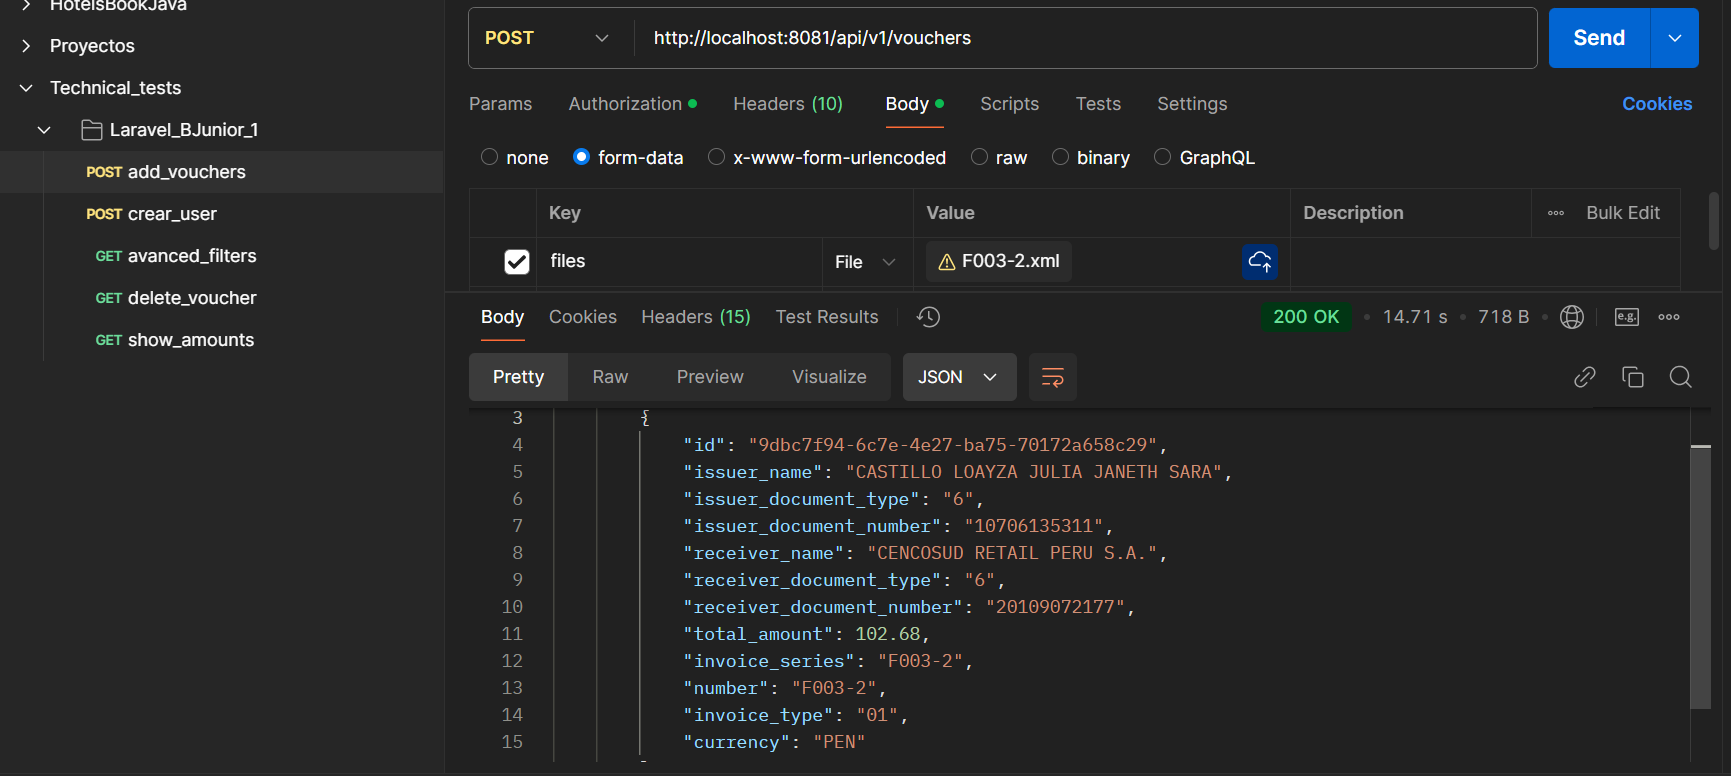 HotelsBookJava
Proyectos
Technical_tests
Laravel_BJunior_1
POST add_vouchers
POST crear_user
GET avanced_filters
GET delete_voucher
GET show_amounts
POST http://localhost:8081/api/v1/vouchers Send
Params Authorization Headers (10) Body Scripts Tests Settings Cookies
none form-data x-www-form-urlencoded raw binary GraphQL
Key Value Description Bulk Edit
files File F003-2.xml
Body Cookies Headers (15) Test Results 200 OK 14.71 s 718 B e.g.
Pretty Raw Preview Visualize JSON
3 {
4 "id": "9dbc7f94-6c7e-4e27-ba75-70172a658c29",
5 "issuer_name": "CASTILLO LOAYZA JULIA JANETH SARA",
6 "issuer_document_type": "6",
7 "issuer_document_number": "10706135311",
8 "receiver_name": "CENCOSUD RETAIL PERU S.A.",
9 "receiver_document_type": "6",
10 "receiver_document_number": "20109072177",
11 "total_amount": 102.68,
12 "invoice_series": "F003-2",
13 "number": "F003-2",
14 "invoice_type": "01",
15 "currency": "PEN"